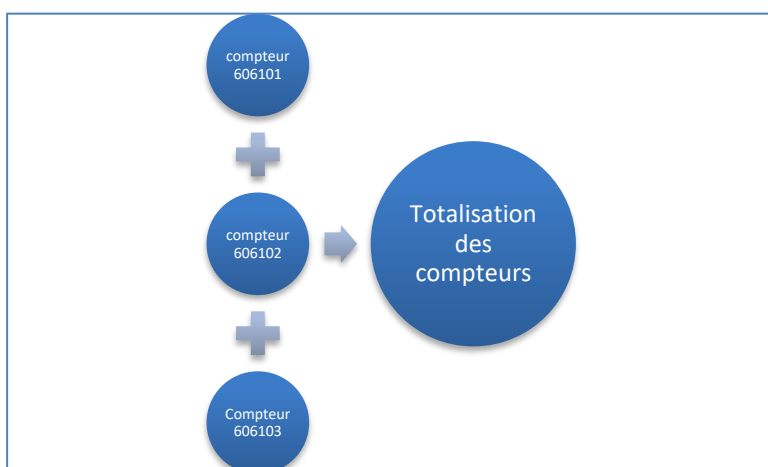 compteur
606101
compteur
606102
Compteur
606103
Totalisation
des
compteurs